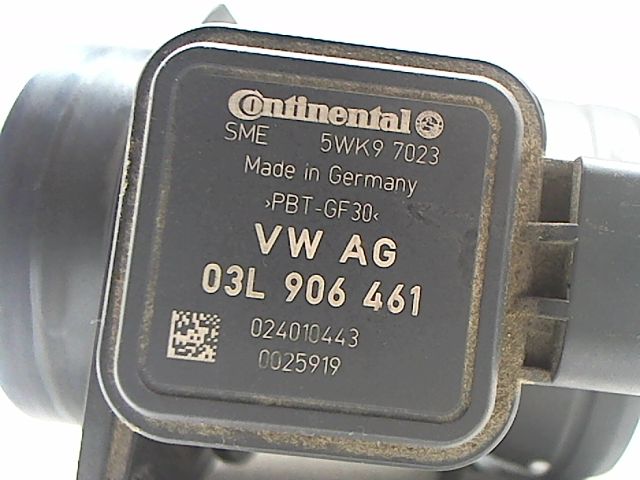 Continental
SME 5WK9 7023
Made in Germany
>PBT-GF30<
VW AG
03L 906 461
024010443
0025919